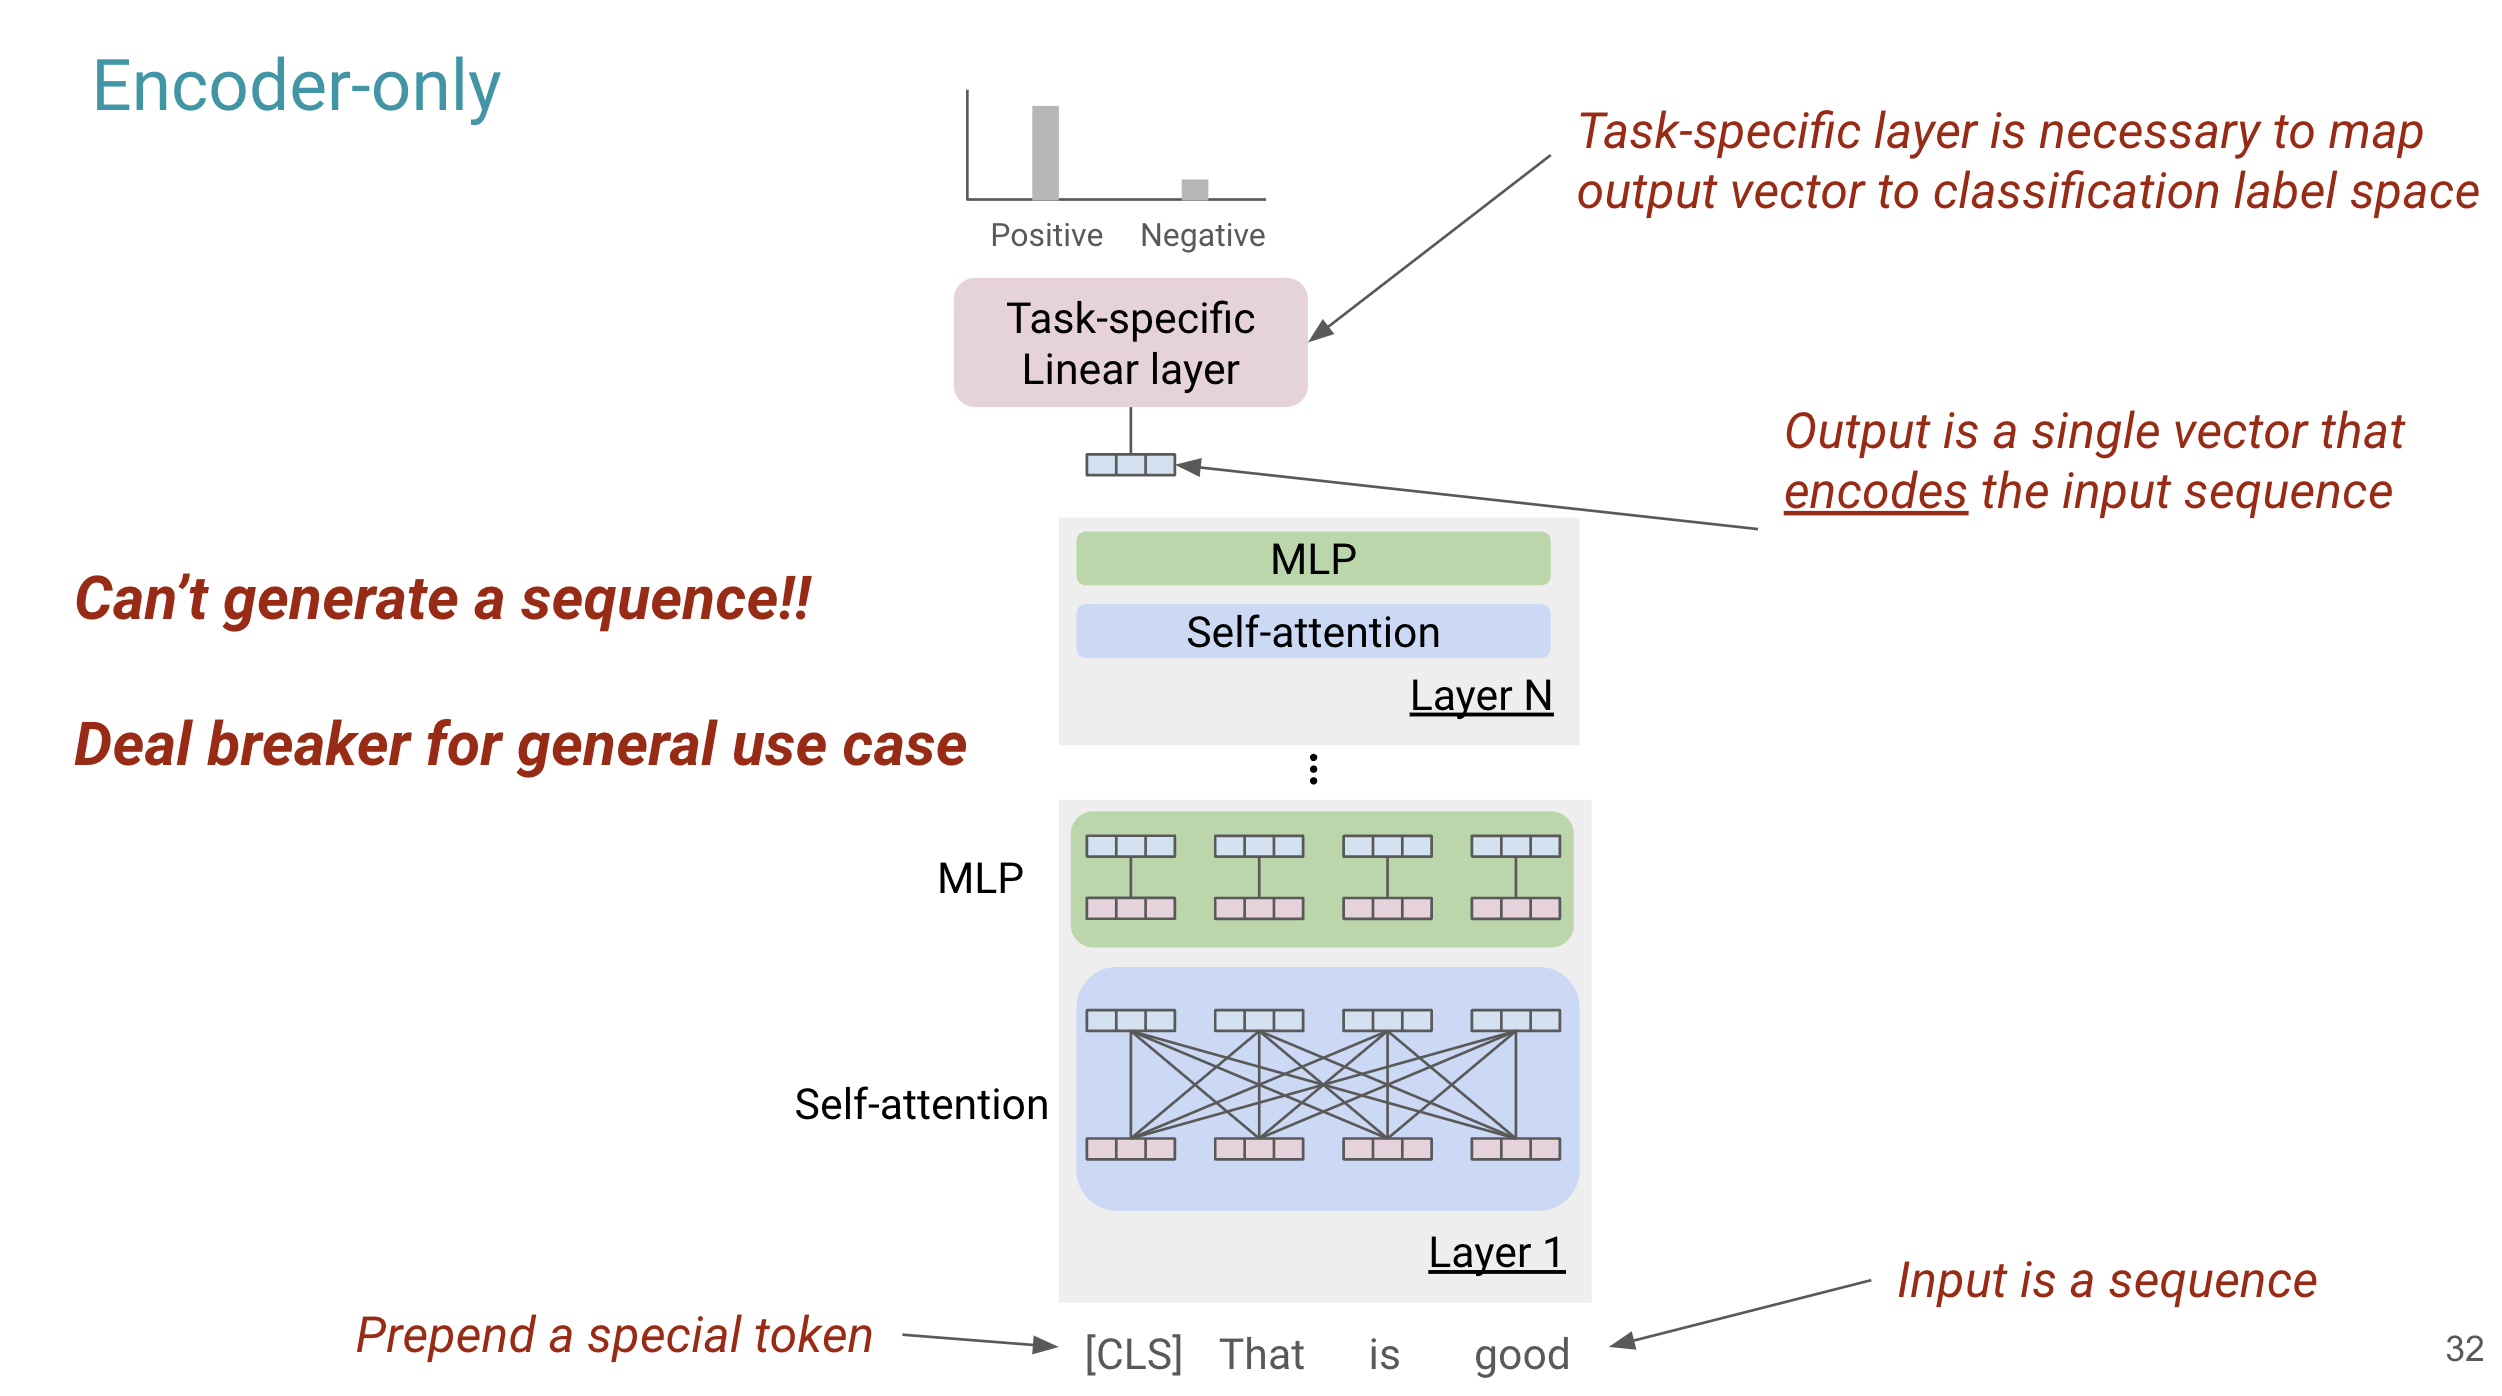 Encoder-only
Task-specific layer is necessary to map
output vector to classification label space
Positive
Negative
Task-specific
Linear layer
Output is a single vector that
encodes the input sequence
Can’t generate a sequence!!
Deal breaker for general use case
MLP
Self-attention
Layer N
MLP
Self-attention
Layer 1
Input is a sequence
Prepend a special token
[CLS] That is good
32